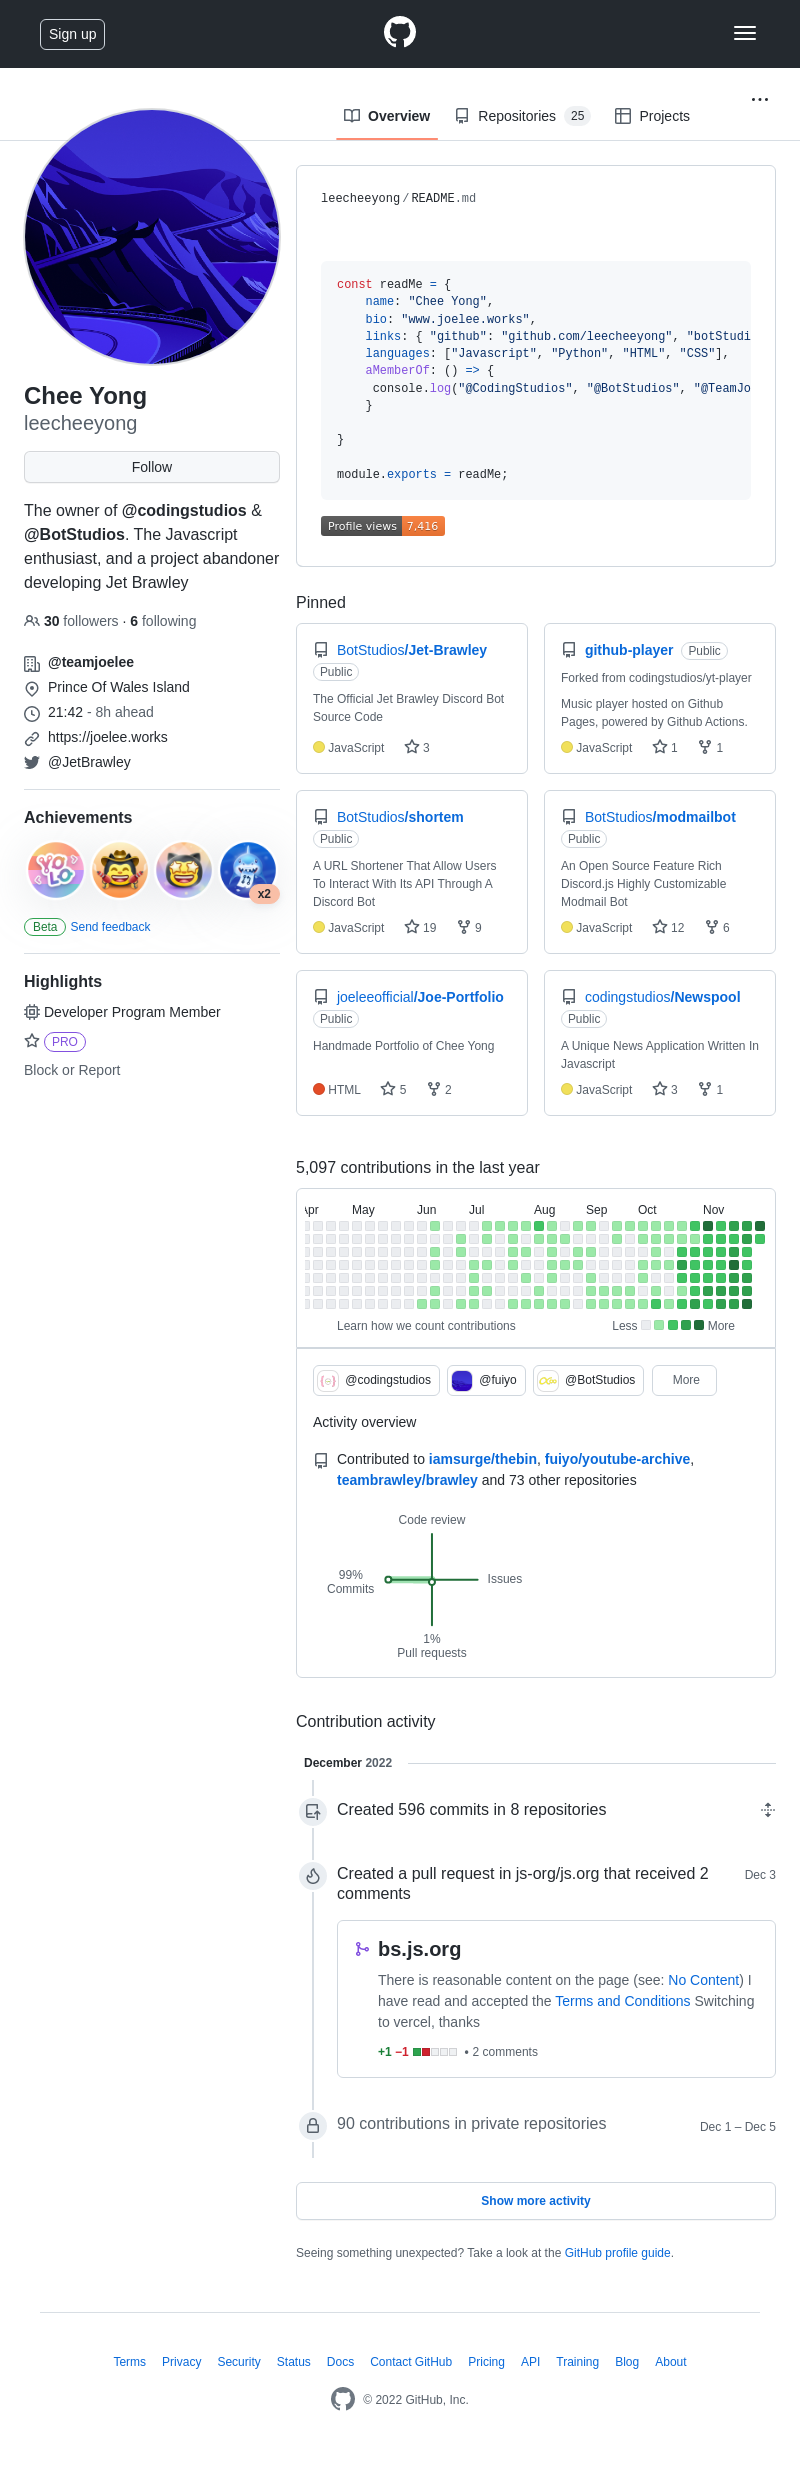 Sign up
Overview
Repositories 25
Projects
Chee Yong
leecheeyong
Follow
The owner of @codingstudios &
@BotStudios. The Javascript
enthusiast, and a project abandoner
developing Jet Brawley
30 followers · 6 following
@teamjoelee
Prince Of Wales Island
21:42 - 8h ahead
https://joelee.works
@JetBrawley
Achievements
YOLO
x2
Beta Send feedback
Highlights
Developer Program Member
PRO
Block or Report
leecheeyong/README.md
const readMe = {
name: "Chee Yong",
bio: "www.joelee.works",
links: { "github": "github.com/leecheeyong", "botStudi
languages: ["Javascript", "Python", "HTML", "CSS"],
aMemberOf: () => {
console.log("@CodingStudios", "@BotStudios", "@TeamJo
}
}
module.exports = readMe;
Profile views 7,416
Pinned
BotStudios/Jet-Brawley
Public
The Official Jet Brawley Discord Bot
Source Code
JavaScript 3
github-player Public
Forked from codingstudios/yt-player
Music player hosted on Github
Pages, powered by Github Actions.
JavaScript 1 1
BotStudios/shortem
Public
A URL Shortener That Allow Users
To Interact With Its API Through A
Discord Bot
JavaScript 19 9
BotStudios/modmailbot
Public
An Open Source Feature Rich
Discord.js Highly Customizable
Modmail Bot
JavaScript 12 6
joeleeofficial/Joe-Portfolio
Public
Handmade Portfolio of Chee Yong
HTML 5 2
codingstudios/Newspool
Public
A Unique News Application Written In
Javascript
JavaScript 3 1
5,097 contributions in the last year
Apr May Jun Jul Aug Sep Oct Nov
Learn how we count contributions
Less More
@codingstudios @fuiyo @BotStudios More
Activity overview
Contributed to iamsurge/thebin, fuiyo/youtube-archive,
teambrawley/brawley and 73 other repositories
Code review
99%
Commits
Issues
1%
Pull requests
Contribution activity
December 2022
Created 596 commits in 8 repositories
Created a pull request in js-org/js.org that received 2
comments
Dec 3
bs.js.org
There is reasonable content on the page (see: No Content) I
have read and accepted the Terms and Conditions Switching
to vercel, thanks
+1 −1 • 2 comments
90 contributions in private repositories
Dec 1 – Dec 5
Show more activity
Seeing something unexpected? Take a look at the GitHub profile guide.
Terms Privacy Security Status Docs Contact GitHub Pricing API Training Blog About
© 2022 GitHub, Inc.